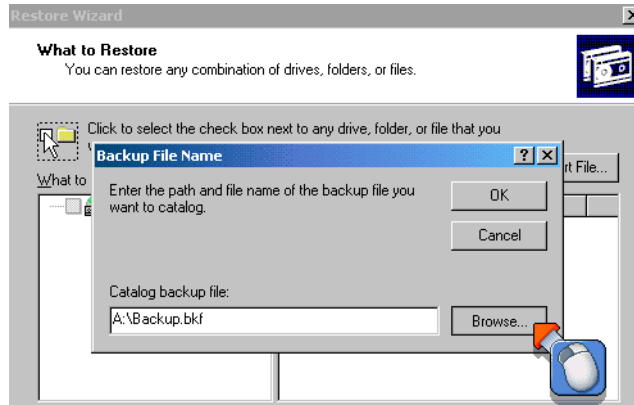 Restore Wizard
What to Restore
You can restore any combination of drives, folders, or files.
Click to select the check box next to any drive, folder, or file that you
Backup File Name
What to
rt File...
Enter the path and file name of the backup file you
want to catalog.
OK
Cancel
Catalog backup file:
A:\Backup.bkf
Browse...